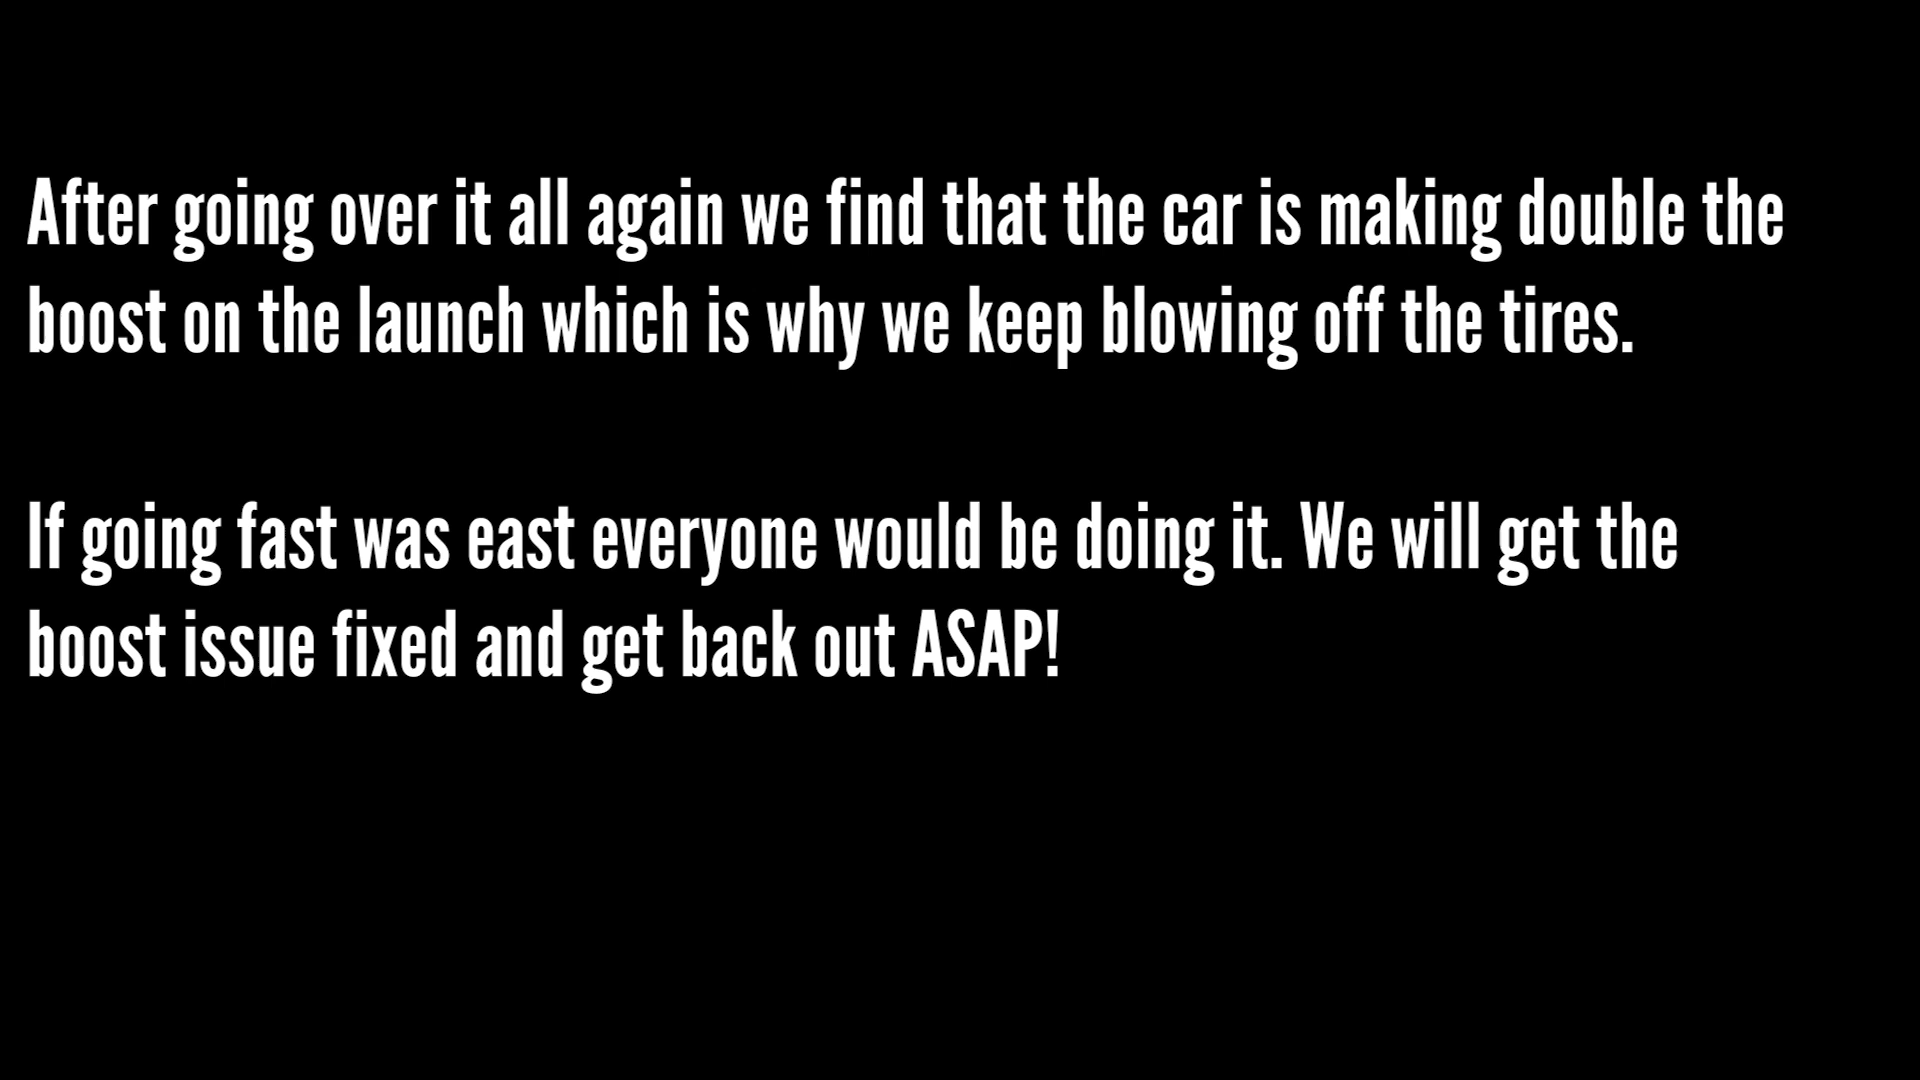 After going over it all again we find that the car is making double the
boost on the launch which is why we keep blowing off the tires.
If going fast was east everyone would be doing it. We will get the
boost issue fixed and get back out ASAP!